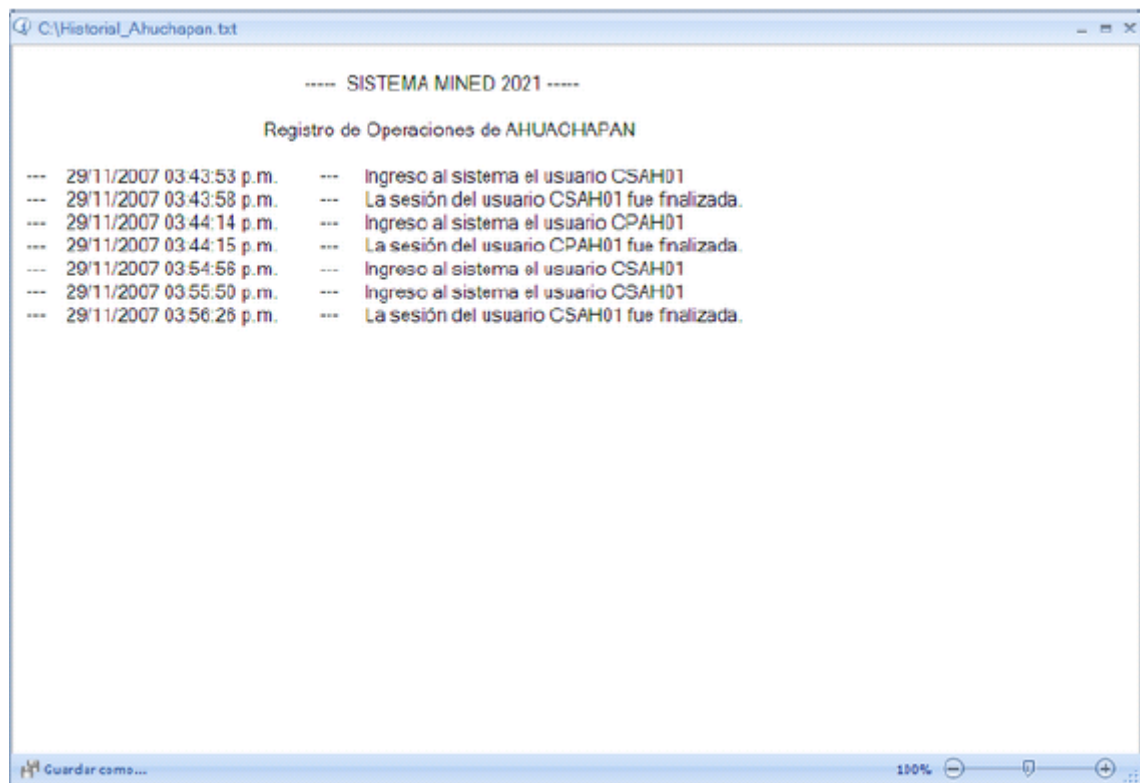 C:\Historial_Ahuchapan.txt
----- SISTEMA MINED 2021 -----
Registro de Operaciones de AHUACHAPAN
--- 29/11/2007 03:43:53 p.m. --- Ingreso al sistema el usuario CSAH01
--- 29/11/2007 03:43:58 p.m. --- La sesión del usuario CSAH01 fue finalizada.
--- 29/11/2007 03:44:14 p.m. --- Ingreso al sistema el usuario CPAH01
--- 29/11/2007 03:44:15 p.m. --- La sesión del usuario CPAH01 fue finalizada.
--- 29/11/2007 03:54:56 p.m. --- Ingreso al sistema el usuario CSAH01
--- 29/11/2007 03:55:50 p.m. --- Ingreso al sistema el usuario CSAH01
--- 29/11/2007 03:56:26 p.m. --- La sesión del usuario CSAH01 fue finalizada.
Guardar como... 100%